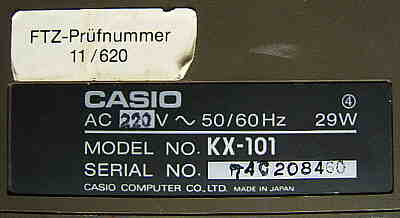 FTZ-Prüfnummer
11/620
CASIO ④
AC 220 V ~ 50/60Hz 29W
MODEL NO. KX-101
SERIAL NO.
CASIO COMPUTER CO., LTD. MADE IN JAPAN